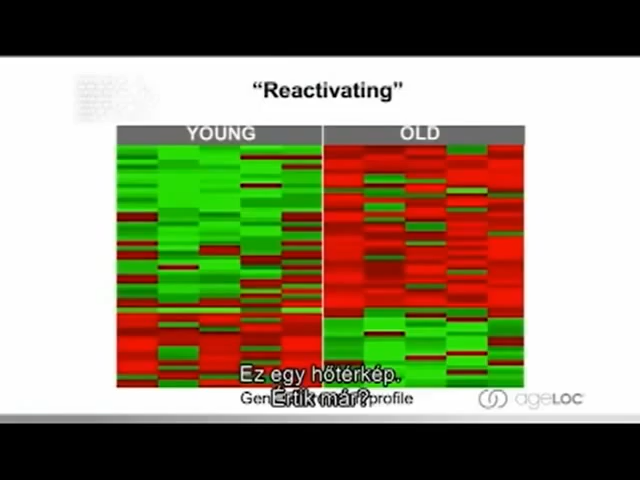 “Reactivating”
YOUNG OLD
Ez egy hőtérkép.
Értik már?
profile
ageLOC